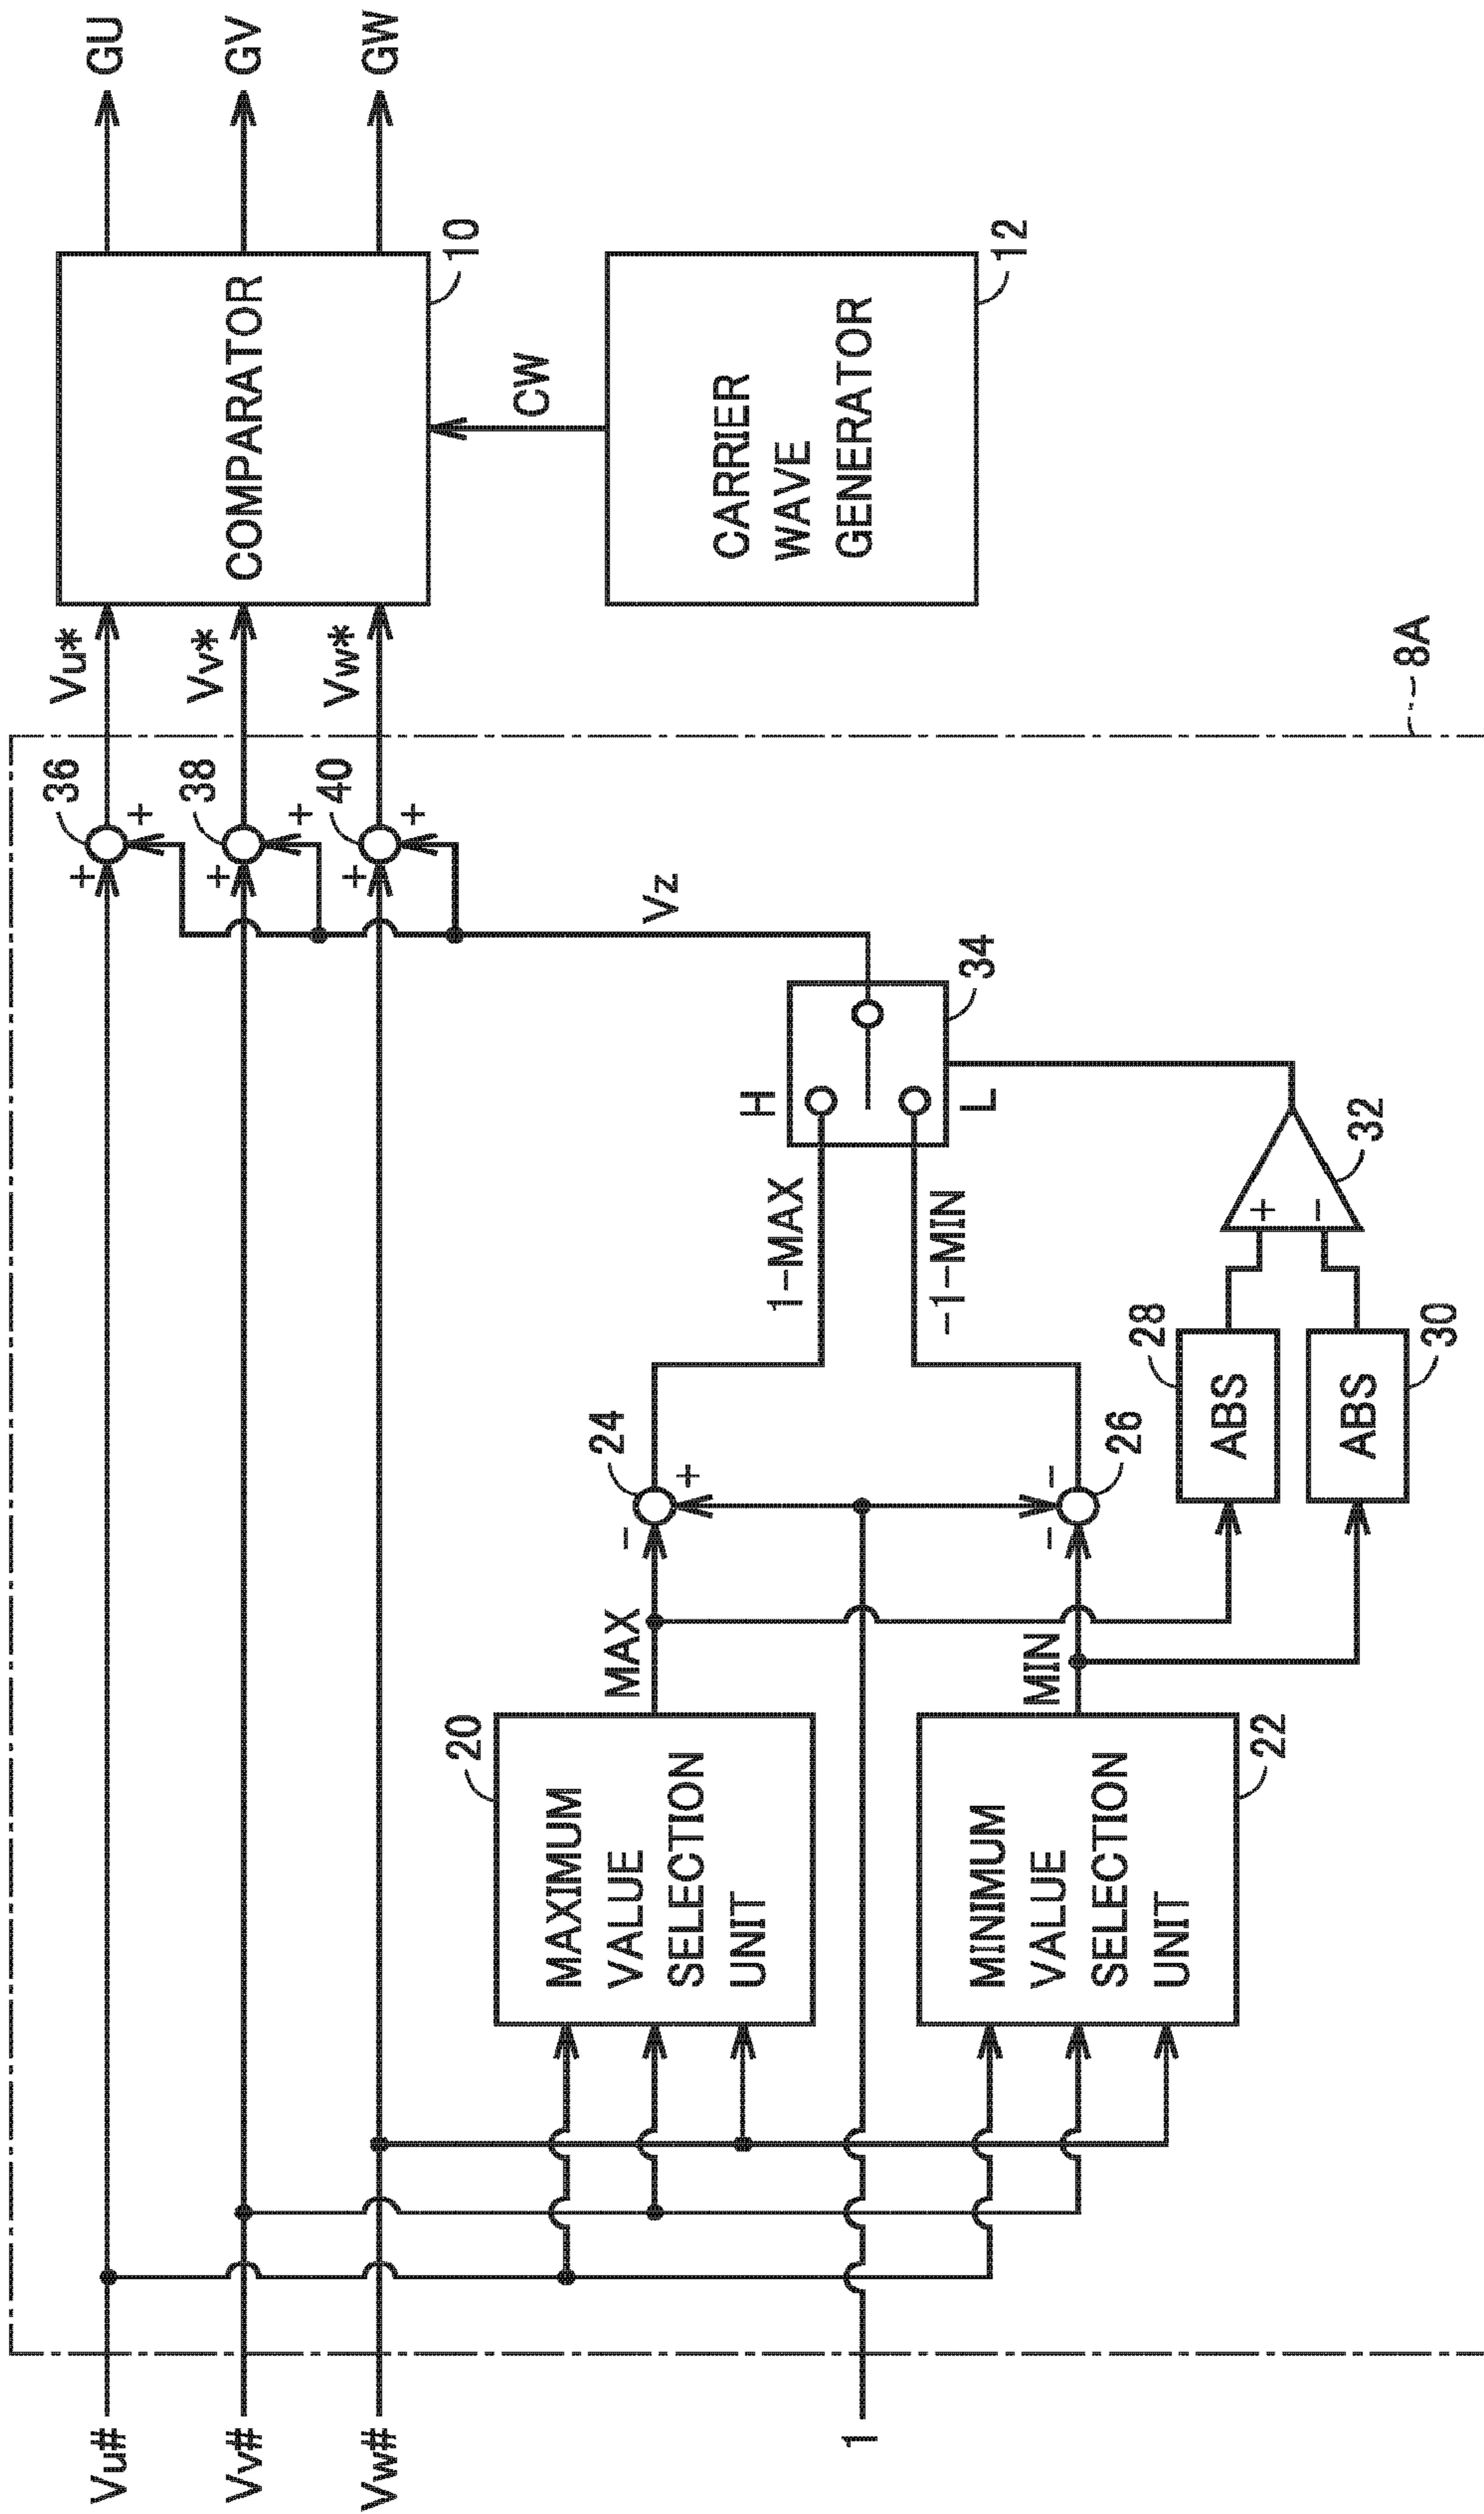 Vu#
Vv#
Vw#
1
20
MAXIMUM
VALUE
SELECTION
UNIT
MAX
22
MINIMUM
VALUE
SELECTION
UNIT
MIN
-
24
+
-
26
-
28
ABS
30
ABS
1-MAX
-1-MIN
+
-
32
H
L
34
Vz
36
+
+
38
+
+
40
+
+
8A
Vu*
Vv*
Vw*
COMPARATOR
10
CW
CARRIER
WAVE
GENERATOR
12
GU
GV
GW